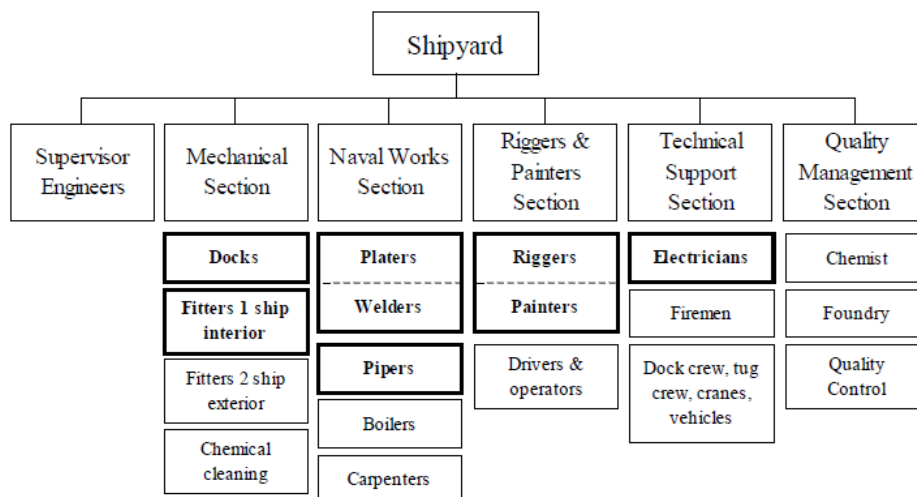 Shipyard
Supervisor
Engineers
Mechanical
Section
Naval Works
Section
Riggers &
Painters
Section
Technical
Support
Section
Quality
Management
Section
Docks
Fitters 1 ship
interior
Fitters 2 ship
exterior
Chemical
cleaning
Platers
Welders
Pipers
Boilers
Carpenters
Riggers
Painters
Drivers &
operators
Electricians
Firemen
Dock crew, tug
crew, cranes,
vehicles
Chemist
Foundry
Quality
Control